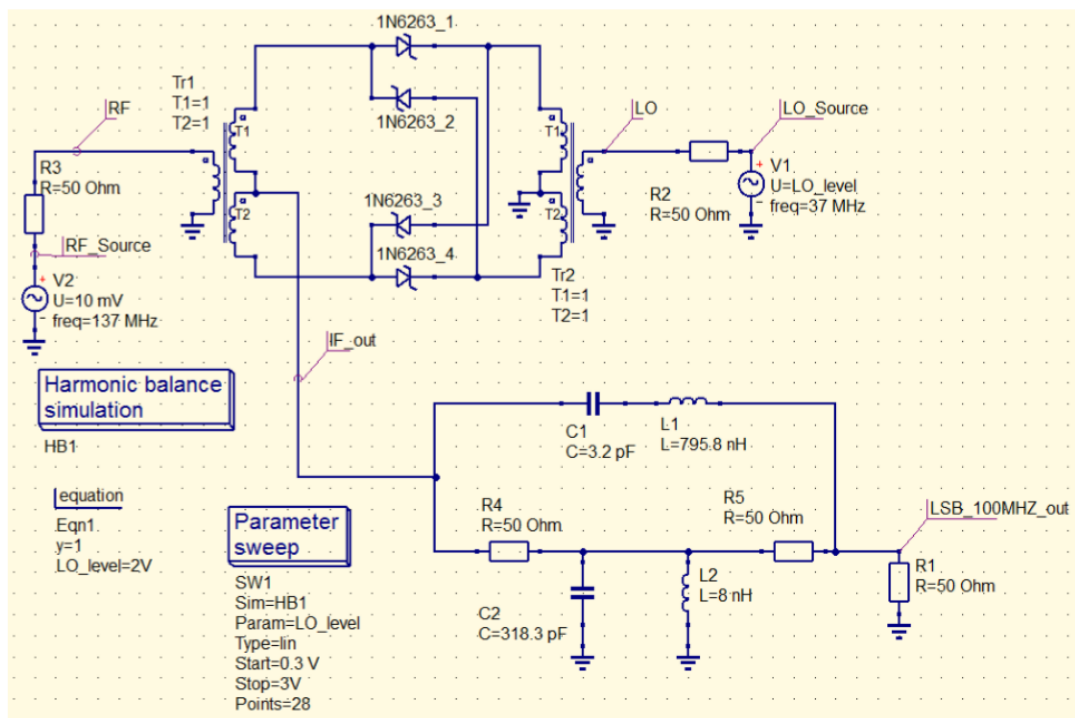 1N6263_1
Tr1
T1=1
T2=1
a
T1
a
T2
a
1N6263_2
1N6263_3
1N6263_4
a
T1
a
T2
a
Tr2
T1=1
T2=1
RF
R3
R=50 Ohm
RF_Source
V2
U=10 mV
freq=137 MHz
LO
LO_Source
R2
R=50 Ohm
V1
U=LO_level
freq=37 MHz
IF_out
Harmonic balance
simulation
HB1
equation
Eqn1
y=1
LO_level=2V
Parameter
sweep
SW1
Sim=HB1
Param=LO_level
Type=lin
Start=0.3 V
Stop=3V
Points=28
C1
C=3.2 pF
L1
L=795.8 nH
R4
R=50 Ohm
R5
R=50 Ohm
C2
C=318.3 pF
L2
L=8 nH
LSB_100MHZ_out
R1
R=50 Ohm